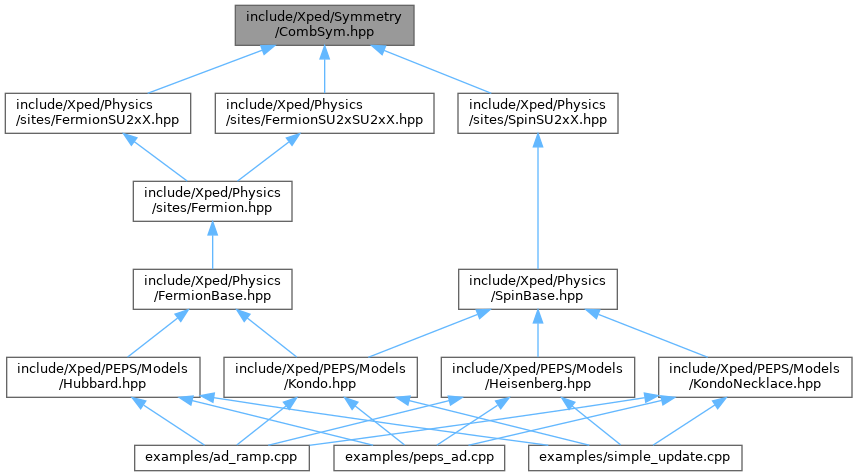 include/Xped/Symmetry
/CombSym.hpp
include/Xped/Physics
/sites/FermionSU2xX.hpp
include/Xped/Physics
/sites/FermionSU2xSU2xX.hpp
include/Xped/Physics
/sites/SpinSU2xX.hpp
include/Xped/Physics
/sites/Fermion.hpp
include/Xped/Physics
/FermionBase.hpp
include/Xped/Physics
/SpinBase.hpp
include/Xped/PEPS/Models
/Hubbard.hpp
include/Xped/PEPS/Models
/Kondo.hpp
include/Xped/PEPS/Models
/Heisenberg.hpp
include/Xped/PEPS/Models
/KondoNecklace.hpp
examples/ad_ramp.cpp
examples/peps_ad.cpp
examples/simple_update.cpp